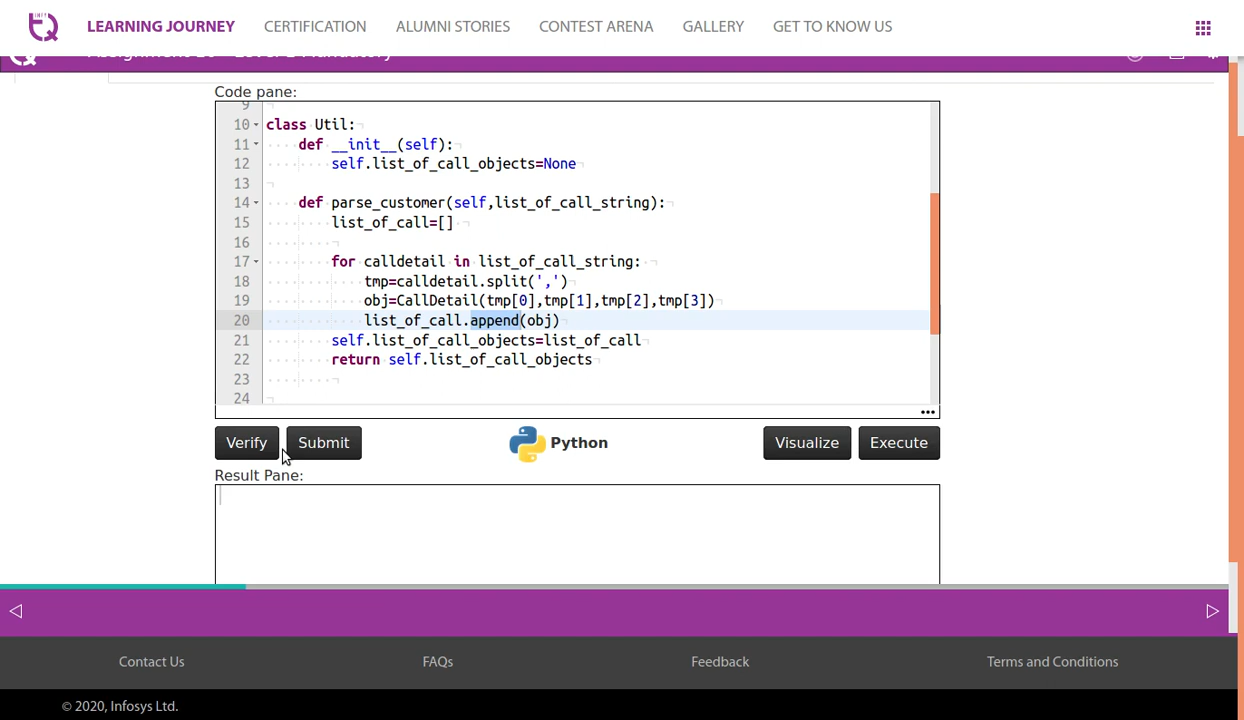 LEARNING JOURNEY
CERTIFICATION
ALUMNI STORIES
CONTEST ARENA
GALLERY
GET TO KNOW US
Code pane:
9
10 class Util:
11 def __init__(self):
12 self.list_of_call_objects=None
13
14 def parse_customer(self,list_of_call_string):
15 list_of_call=[]
16
17 for calldetail in list_of_call_string:
18 tmp=calldetail.split(',')
19 obj=CallDetail(tmp[0],tmp[1],tmp[2],tmp[3])
20 list_of_call.append(obj)
21 self.list_of_call_objects=list_of_call
22 return self.list_of_call_objects
23
24
Verify
Submit
Python
Visualize
Execute
Result Pane:
Contact Us
FAQs
Feedback
Terms and Conditions
© 2020, Infosys Ltd.